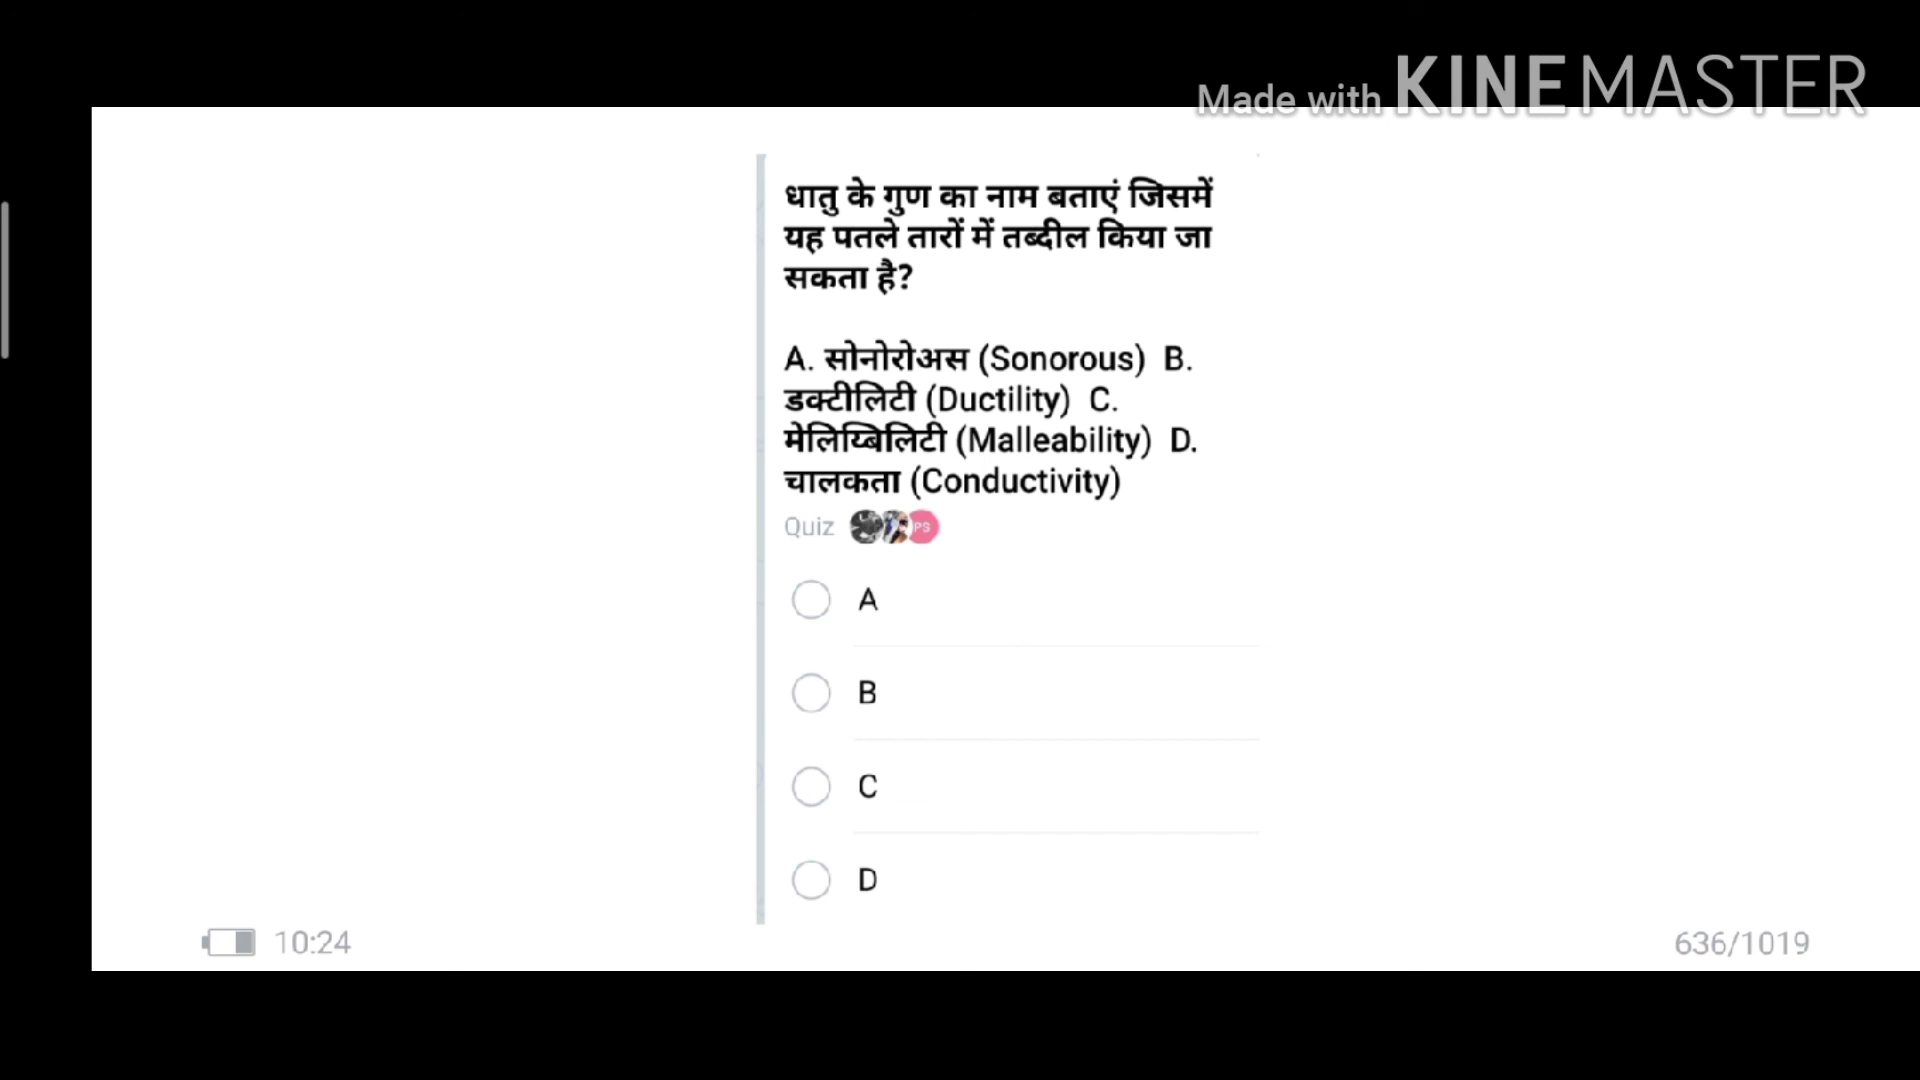 Made with KINEMASTER
धातु के गुण का नाम बताएं जिसमें
यह पतले तारों में तब्दील किया जा
सकता है?
A. सोनोरोअस (Sonorous) B.
डक्टीलिटी (Ductility) C.
मेलिय्बिलिटी (Malleability) D.
चालकता (Conductivity)
Quiz PS
A
B
C
D
10:24
636/1019